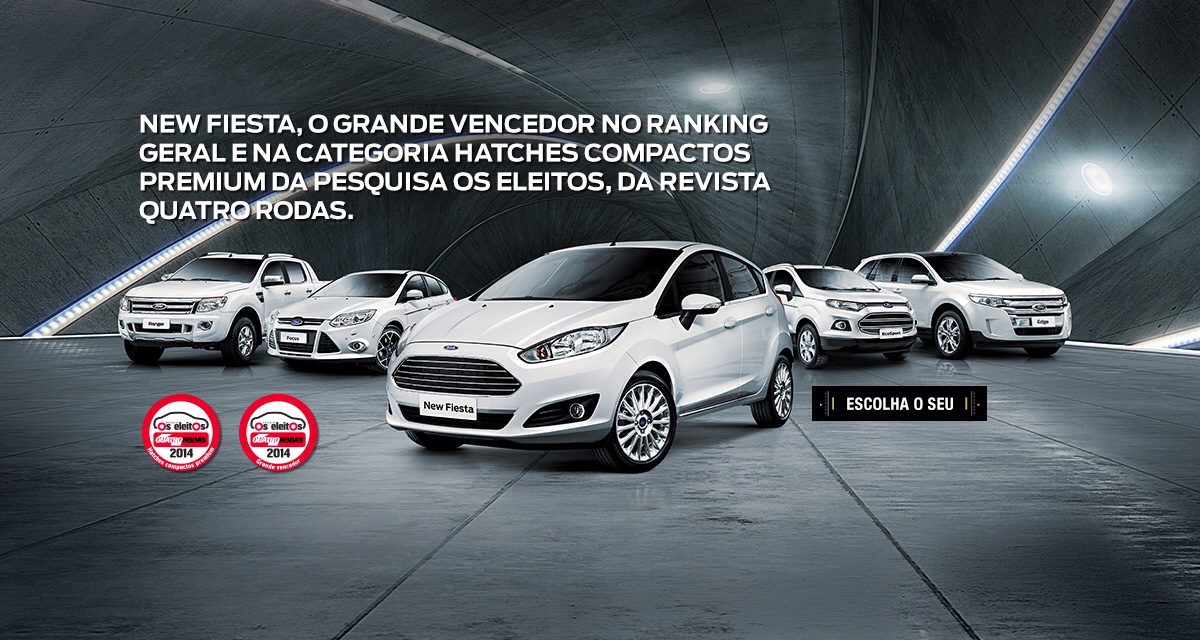 NEW FIESTA, O GRANDE VENCEDOR NO RANKING
GERAL E NA CATEGORIA HATCHES COMPACTOS
PREMIUM DA PESQUISA OS ELEITOS, DA REVISTA
QUATRO RODAS.
Ranger
Focus
New Fiesta
EcoSport
Edge
Ford
ESCOLHA O SEU
Os eleitOs
QUATRO RODAS
2014
Hatches compactos premium
Os eleitOs
QUATRO RODAS
2014
Grande vencedor